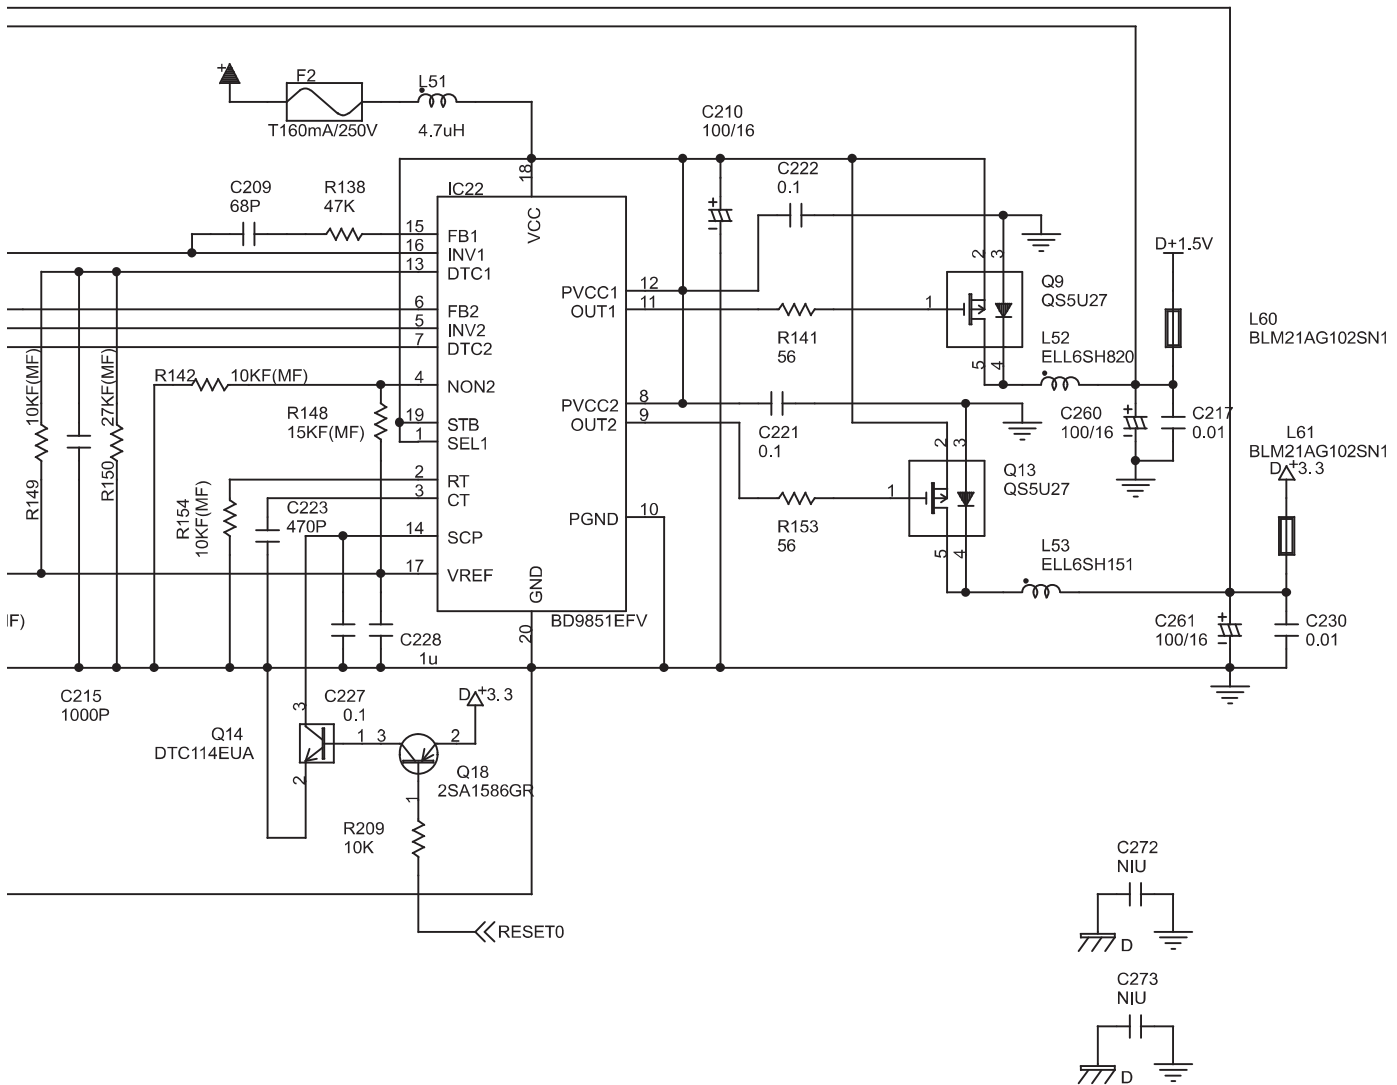 F2
T160mA/250V
L51
4.7uH
C210
100/16
C222
0.1
C209
68P
R138
47K
IC22
18
VCC
15
FB1
16
INV1
13
DTC1
6
FB2
5
INV2
7
DTC2
4
NON2
19
STB
1
SEL1
2
RT
3
CT
14
SCP
17
VREF
GND
20
BD9851EFV
12
PVCC1
11
OUT1
8
PVCC2
9
OUT2
10
PGND
2
3
1
5
4
Q9
QS5U27
R141
56
L52
ELL6SH820
D+1.5V
L60
BLM21AG102SN1
C260
100/16
C217
0.01
L61
BLM21AG102SN1
D +3.3
C221
0.1
2
3
1
5
4
Q13
QS5U27
R153
56
L53
ELL6SH151
C261
100/16
C230
0.01
R142
10KF(MF)
R148
15KF(MF)
10KF(MF)
R149
27KF(MF)
R150
R154
10KF(MF)
C223
470P
C228
1u
IF)
C215
1000P
C227
0.1
Q14
DTC114EUA
3
1
2
3
2
1
D +3.3
Q18
2SA1586GR
R209
10K
RESET0
C272
NIU
D
C273
NIU
D